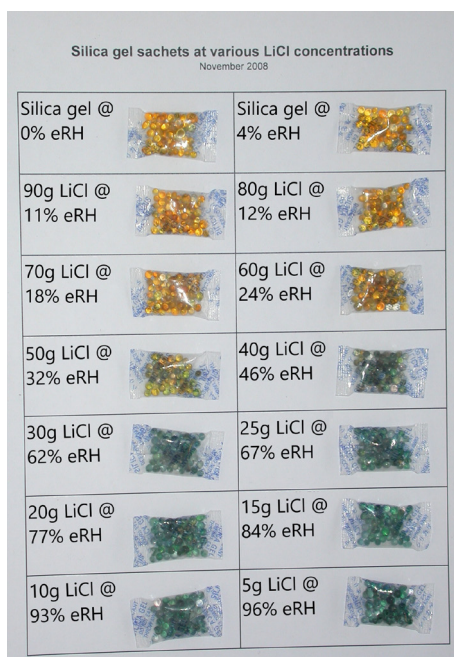 Silica gel sachets at various LiCl concentrations
November 2008
Silica gel @
0% eRH
Silica gel @
4% eRH
90g LiCl @
11% eRH
80g LiCl @
12% eRH
70g LiCl @
18% eRH
60g LiCl @
24% eRH
50g LiCl @
32% eRH
40g LiCl @
46% eRH
30g LiCl @
62% eRH
25g LiCl @
67% eRH
20g LiCl @
77% eRH
15g LiCl @
84% eRH
10g LiCl @
93% eRH
5g LiCl @
96% eRH